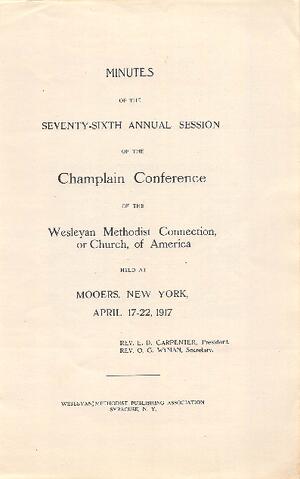 MINUTES
OF THE
SEVENTY-SIXTH ANNUAL SESSION
OF THE
Champlain Conference
OF THE
Wesleyan Methodist Connection,
or Church, of America
HELD AT
MOOERS, NEW YORK,
APRIL 17-22, 1917
REV. E. D. CARPENTER, President.
REV. O. G. WYMAN, Secretary.
WESLEYAN METHODIST PUBLISHING ASSOCIATION
SYRACUSE, N. Y.